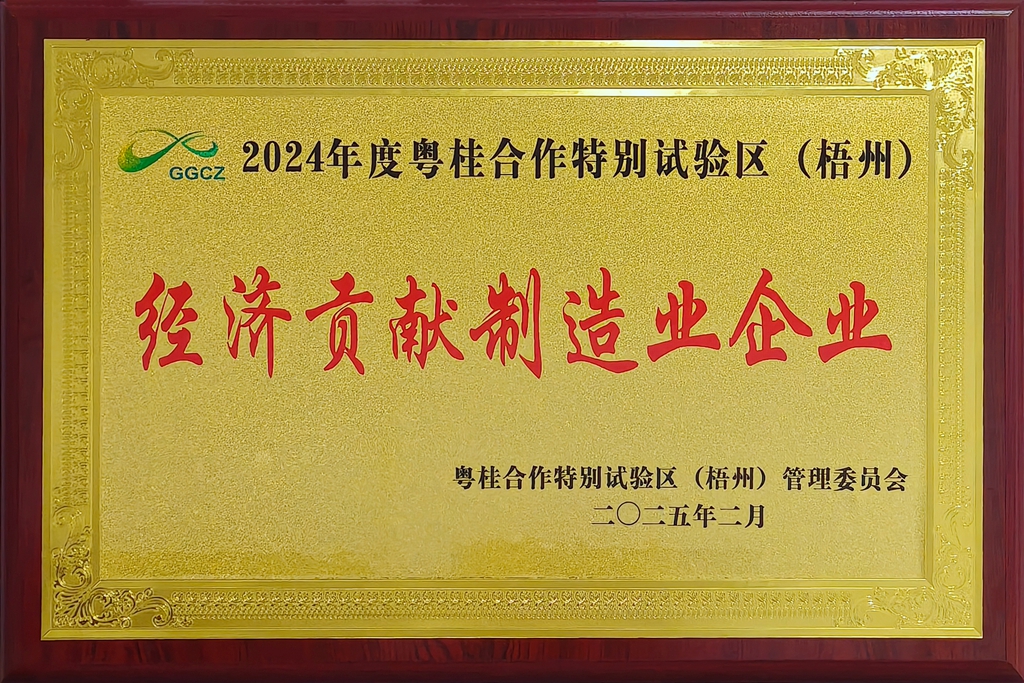 GGCZ
2024年度粤桂合作特别试验区（梧州）
经济贡献制造业企业
粤桂合作特别试验区（梧州）管理委员会
二〇二五年二月